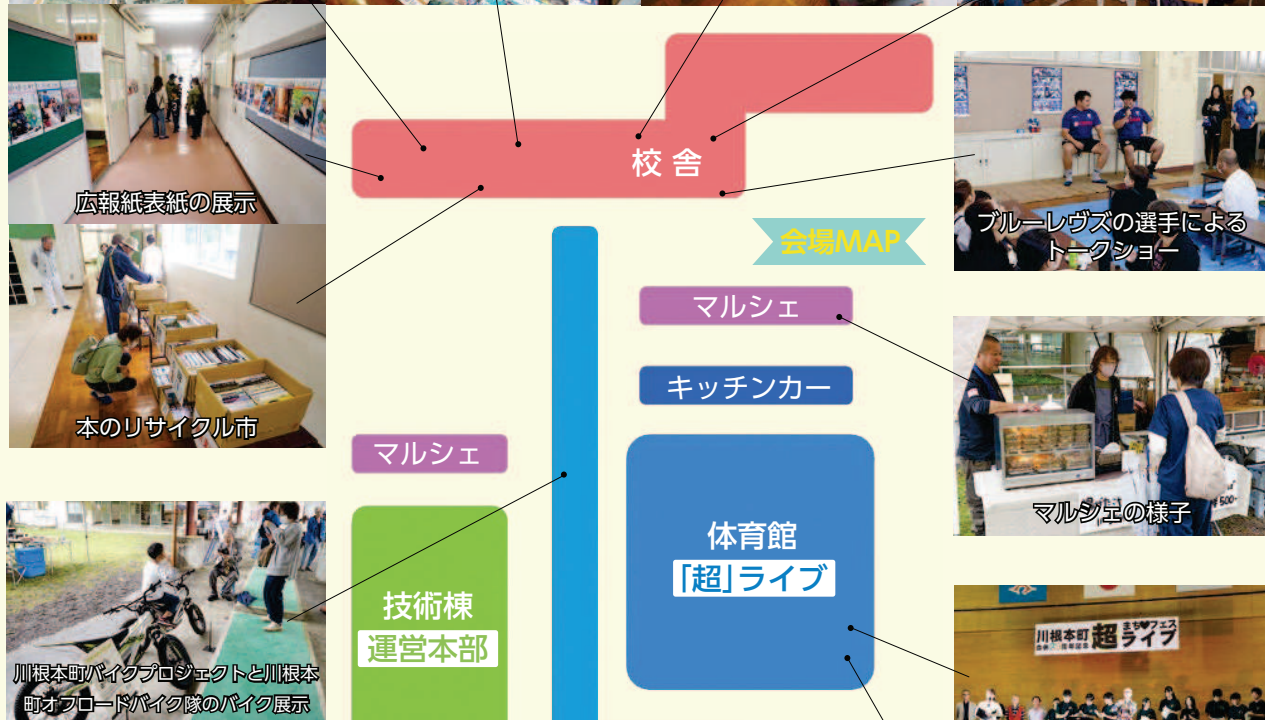 広報紙表紙の展示
校 舎
ブルーレヴズの選手による
トークショー
会場MAP
マルシェ
キッチンカー
本のリサイクル市
マルシェ
マルシェの様子
体育館
「超」ライブ
技術棟
運営本部
川根本町バイクプロジェクトと川根本
町オフロードバイク隊のバイク展示
川根本町
超
まち♥フェス
ライブ
500-